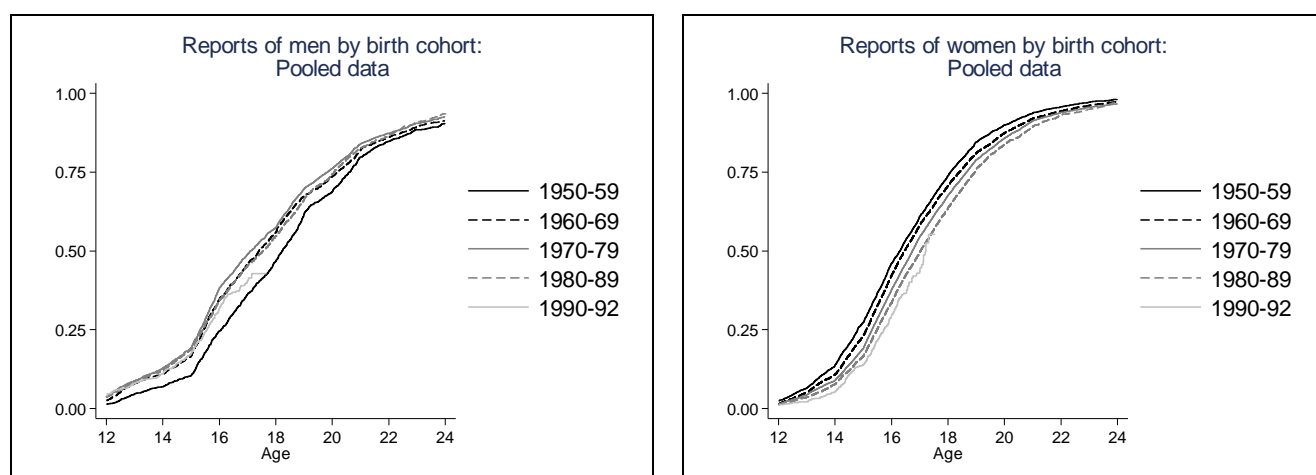 Reports of men by birth cohort:
Pooled data
1.00
0.75
0.50
0.25
0.00
12 14 16 18 20 22 24
Age
1950-59
1960-69
1970-79
1980-89
1990-92
Reports of women by birth cohort:
Pooled data
1.00
0.75
0.50
0.25
0.00
12 14 16 18 20 22 24
Age
1950-59
1960-69
1970-79
1980-89
1990-92